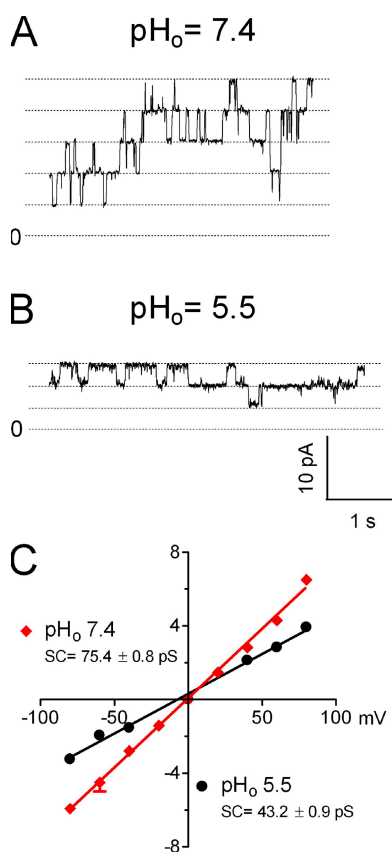 A
pHₒ= 7.4
0
B
pHₒ= 5.5
0
10 pA
1 s
C
8
pHₒ 7.4
SC= 75.4 ± 0.8 pS
4
-100
-50
0
50
100
mV
pHₒ 5.5
SC= 43.2 ± 0.9 pS
-4
-8